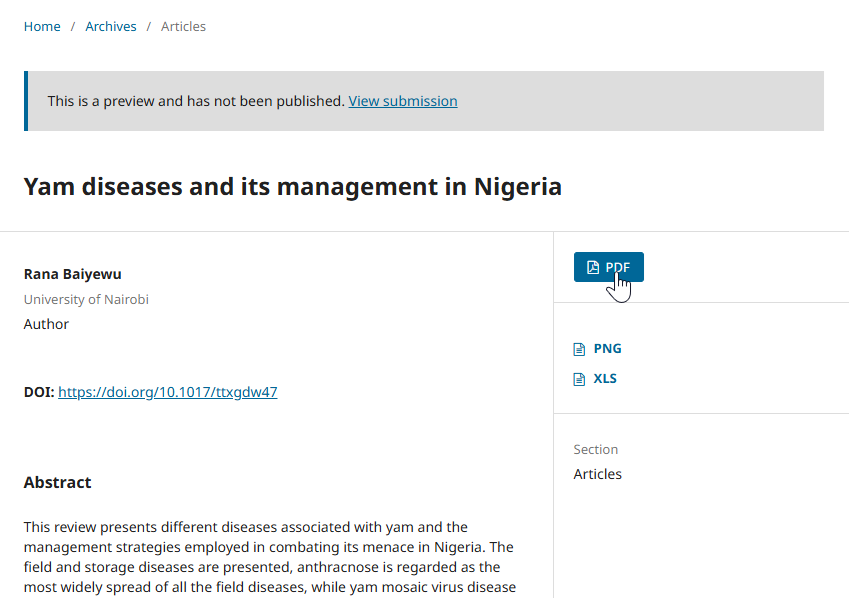 Home / Archives / Articles
This is a preview and has not been published. View submission
Yam diseases and its management in Nigeria
Rana Baiyewu
University of Nairobi
Author
DOI: https://doi.org/10.1017/ttxgdw47
Abstract
This review presents different diseases associated with yam and the
management strategies employed in combating its menace in Nigeria. The
field and storage diseases are presented, anthracnose is regarded as the
most widely spread of all the field diseases, while yam mosaic virus disease
PDF
PNG
XLS
Section
Articles